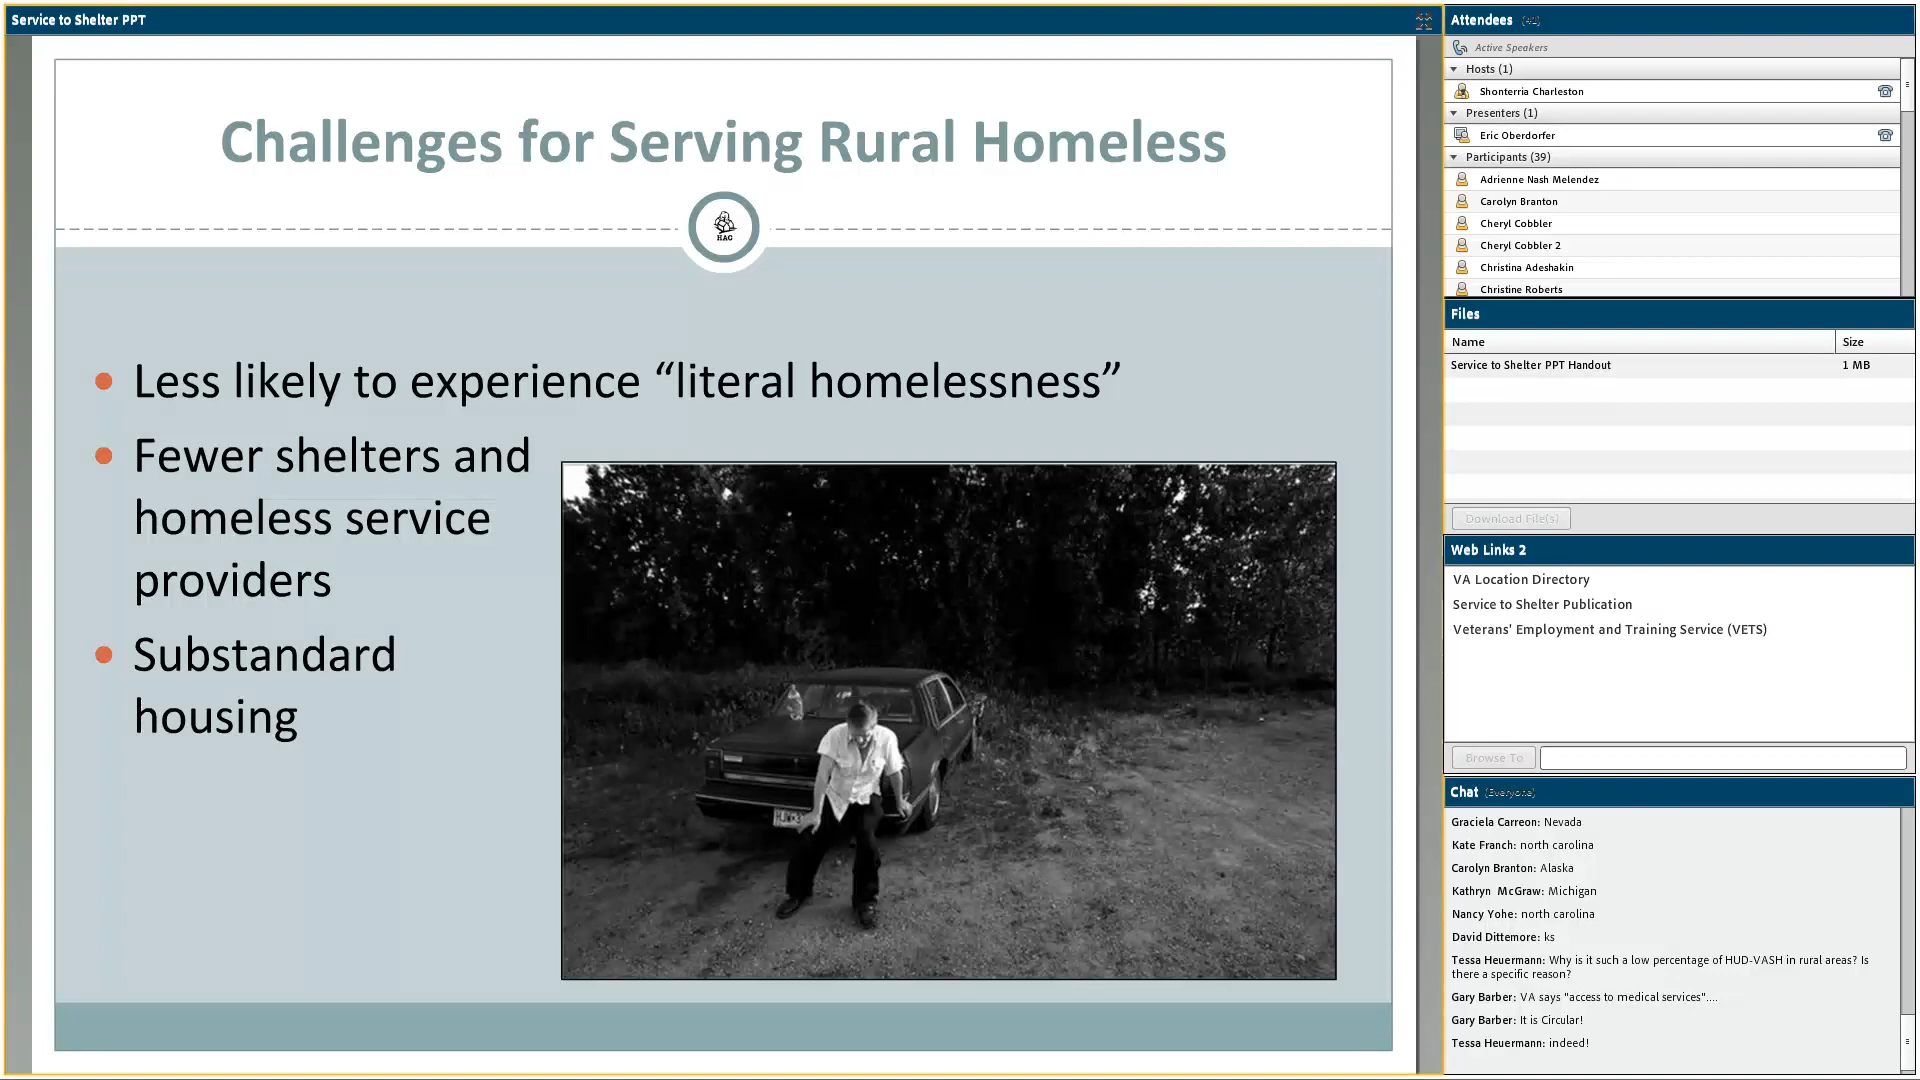 Service to Shelter PPT
Challenges for Serving Rural Homeless
HAC
Less likely to experience “literal homelessness”
Fewer shelters and
homeless service
providers
Substandard
housing
Attendees
Active Speakers
Hosts (1)
Shonterria Charleston
Presenters (1)
Eric Oberdorfer
Participants (39)
Adrienne Nash Melendez
Carolyn Branton
Cheryl Cobbler
Cheryl Cobbler 2
Christina Adeshakin
Christine Roberts
Files
Name Size
Service to Shelter PPT Handout 1 MB
Download File(s)
Web Links 2
VA Location Directory
Service to Shelter Publication
Veterans' Employment and Training Service (VETS)
Browse To
Chat (Everyone)
Graciela Carreon: Nevada
Kate Franch: north carolina
Carolyn Branton: Alaska
Kathryn McGraw: Michigan
Nancy Yohe: north carolina
David Dittemore: ks
Tessa Heuermann: Why is it such a low percentage of HUD-VASH in rural areas? Is
there a specific reason?
Gary Barber: VA says "access to medical services"....
Gary Barber: It is Circular!
Tessa Heuermann: indeed!